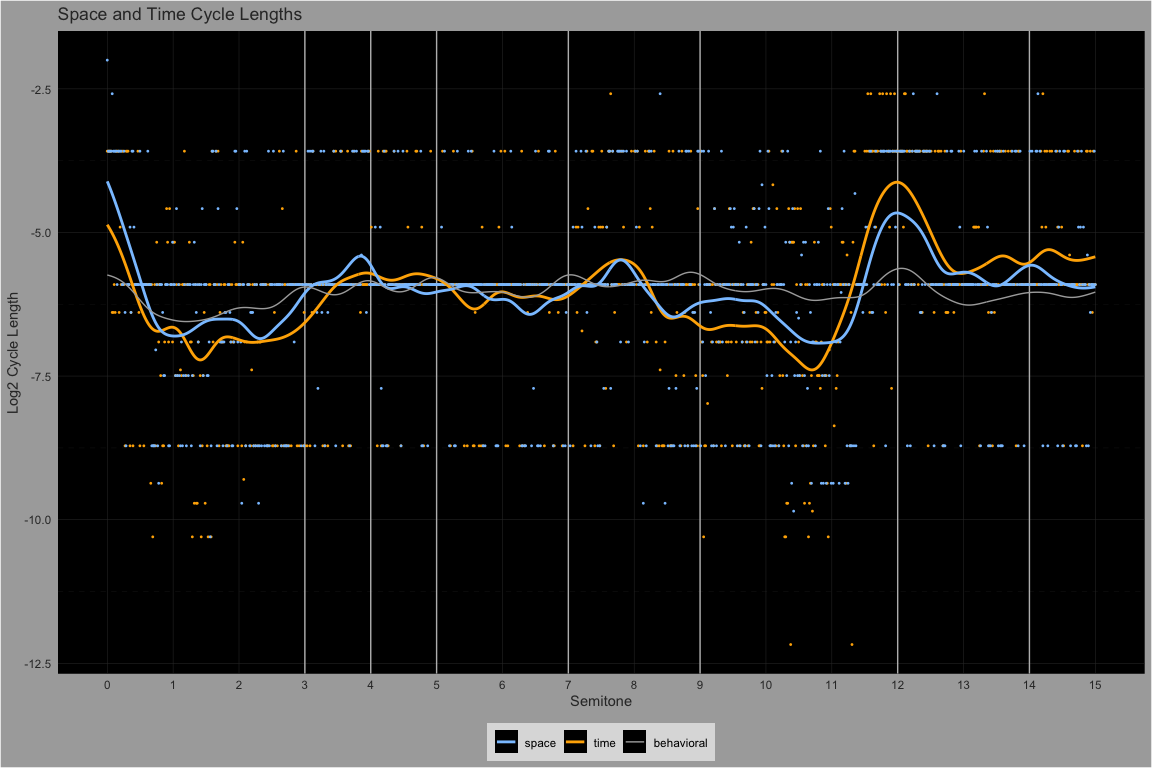 Space and Time Cycle Lengths
Log2 Cycle Length
-2.5
-5.0
-7.5
-10.0
-12.5
0 1 2 3 4 5 6 7 8 9 10 11 12 13 14 15
Semitone
space time behavioral